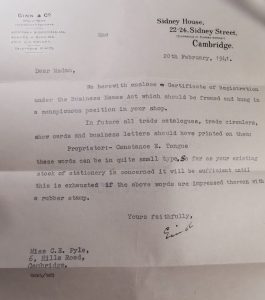 GINN & CO
Sidney House,
22-24, Sidney Street,
Cambridge.
20th February, 1941.
Dear Madam,
We herewith enclose Certificate of Registration
under the Business Names Act which should be framed and hung in
a conspicuous position in your shop.
In future all trade catalogues, trade circulars,
show cards and business letters should have printed on them:
Proprietor:- Constance E. Tongue
these words can be in quite small type, so far as your existing
stock of stationery is concerned it will be sufficient until
this is exhausted if the above words are impressed thereon with
a rubber stamp.
Yours faithfully,
Miss C.E. Pyle,
6, Mills Road,
Cambridge.